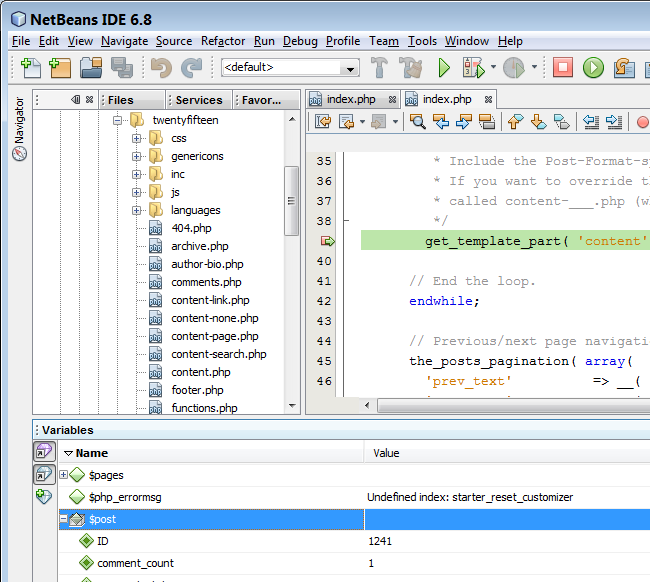 NetBeans IDE 6.8
File Edit View Navigate Source Refactor Run Debug Profile Team Tools Window Help
<default>
Navigator
Files Services Favor...
twentyfifteen
css
genericons
inc
js
languages
404.php
archive.php
author-bio.php
comments.php
content-link.php
content-none.php
content-page.php
content-search.php
content.php
footer.php
functions.php
index.php index.php
35 * Include the Post-Format-s
36 * If you want to override th
37 * called content-___.php (wh
38 */
get_template_part( 'content'
40
41 // End the loop.
42 endwhile;
43
44 // Previous/next page navigati
45 the_posts_pagination( array(
46 'prev_text' => __(
Variables
Name Value
$pages
$php_errormsg Undefined index: starter_reset_customizer
$post
ID 1241
comment_count 1